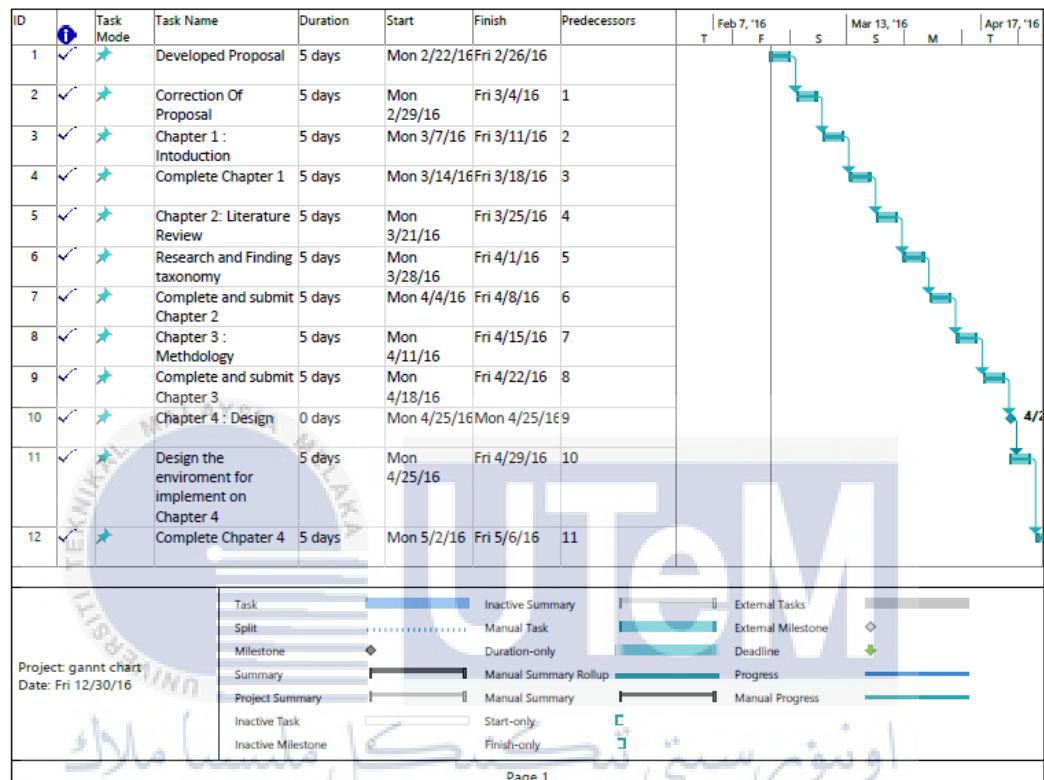 ID Task Task Name Duration Start Finish Predecessors Feb 7, '16 Mar 13, '16 Apr 17, '16
Mode T F S S M T
1 Developed Proposal 5 days Mon 2/22/16 Fri 2/26/16
2 Correction Of 5 days Mon Fri 3/4/16 1
Proposal 2/29/16
3 Chapter 1 : 5 days Mon 3/7/16 Fri 3/11/16 2
Intoduction
4 Complete Chapter 1 5 days Mon 3/14/16 Fri 3/18/16 3
5 Chapter 2: Literature 5 days Mon Fri 3/25/16 4
Review 3/21/16
6 Research and Finding 5 days Mon Fri 4/1/16 5
taxonomy 3/28/16
7 Complete and submit 5 days Mon 4/4/16 Fri 4/8/16 6
Chapter 2
8 Chapter 3 : 5 days Mon Fri 4/15/16 7
Methdology 4/11/16
9 Complete and submit 5 days Mon Fri 4/22/16 8
Chapter 3 4/18/16
10 Chapter 4 : Design 0 days Mon 4/25/16 Mon 4/25/16 9 4/2
11 Design the 5 days Mon Fri 4/29/16 10
enviroment for 4/25/16
implement on
Chapter 4
12 Complete Chpater 4 5 days Mon 5/2/16 Fri 5/6/16 11
UNIVERSITI TEKNIKAL MALAYSIA MELAKA
UTeM
Project: gannt chart
Date: Fri 12/30/16
Task Inactive Summary External Tasks
Split Manual Task External Milestone
Milestone Duration-only Deadline
Summary Manual Summary Rollup Progress
Project Summary Manual Summary Manual Progress
Inactive Task Start-only
Inactive Milestone Finish-only
اونيۏرسيتي تيكنيكل مليسيا ملاك
Page 1